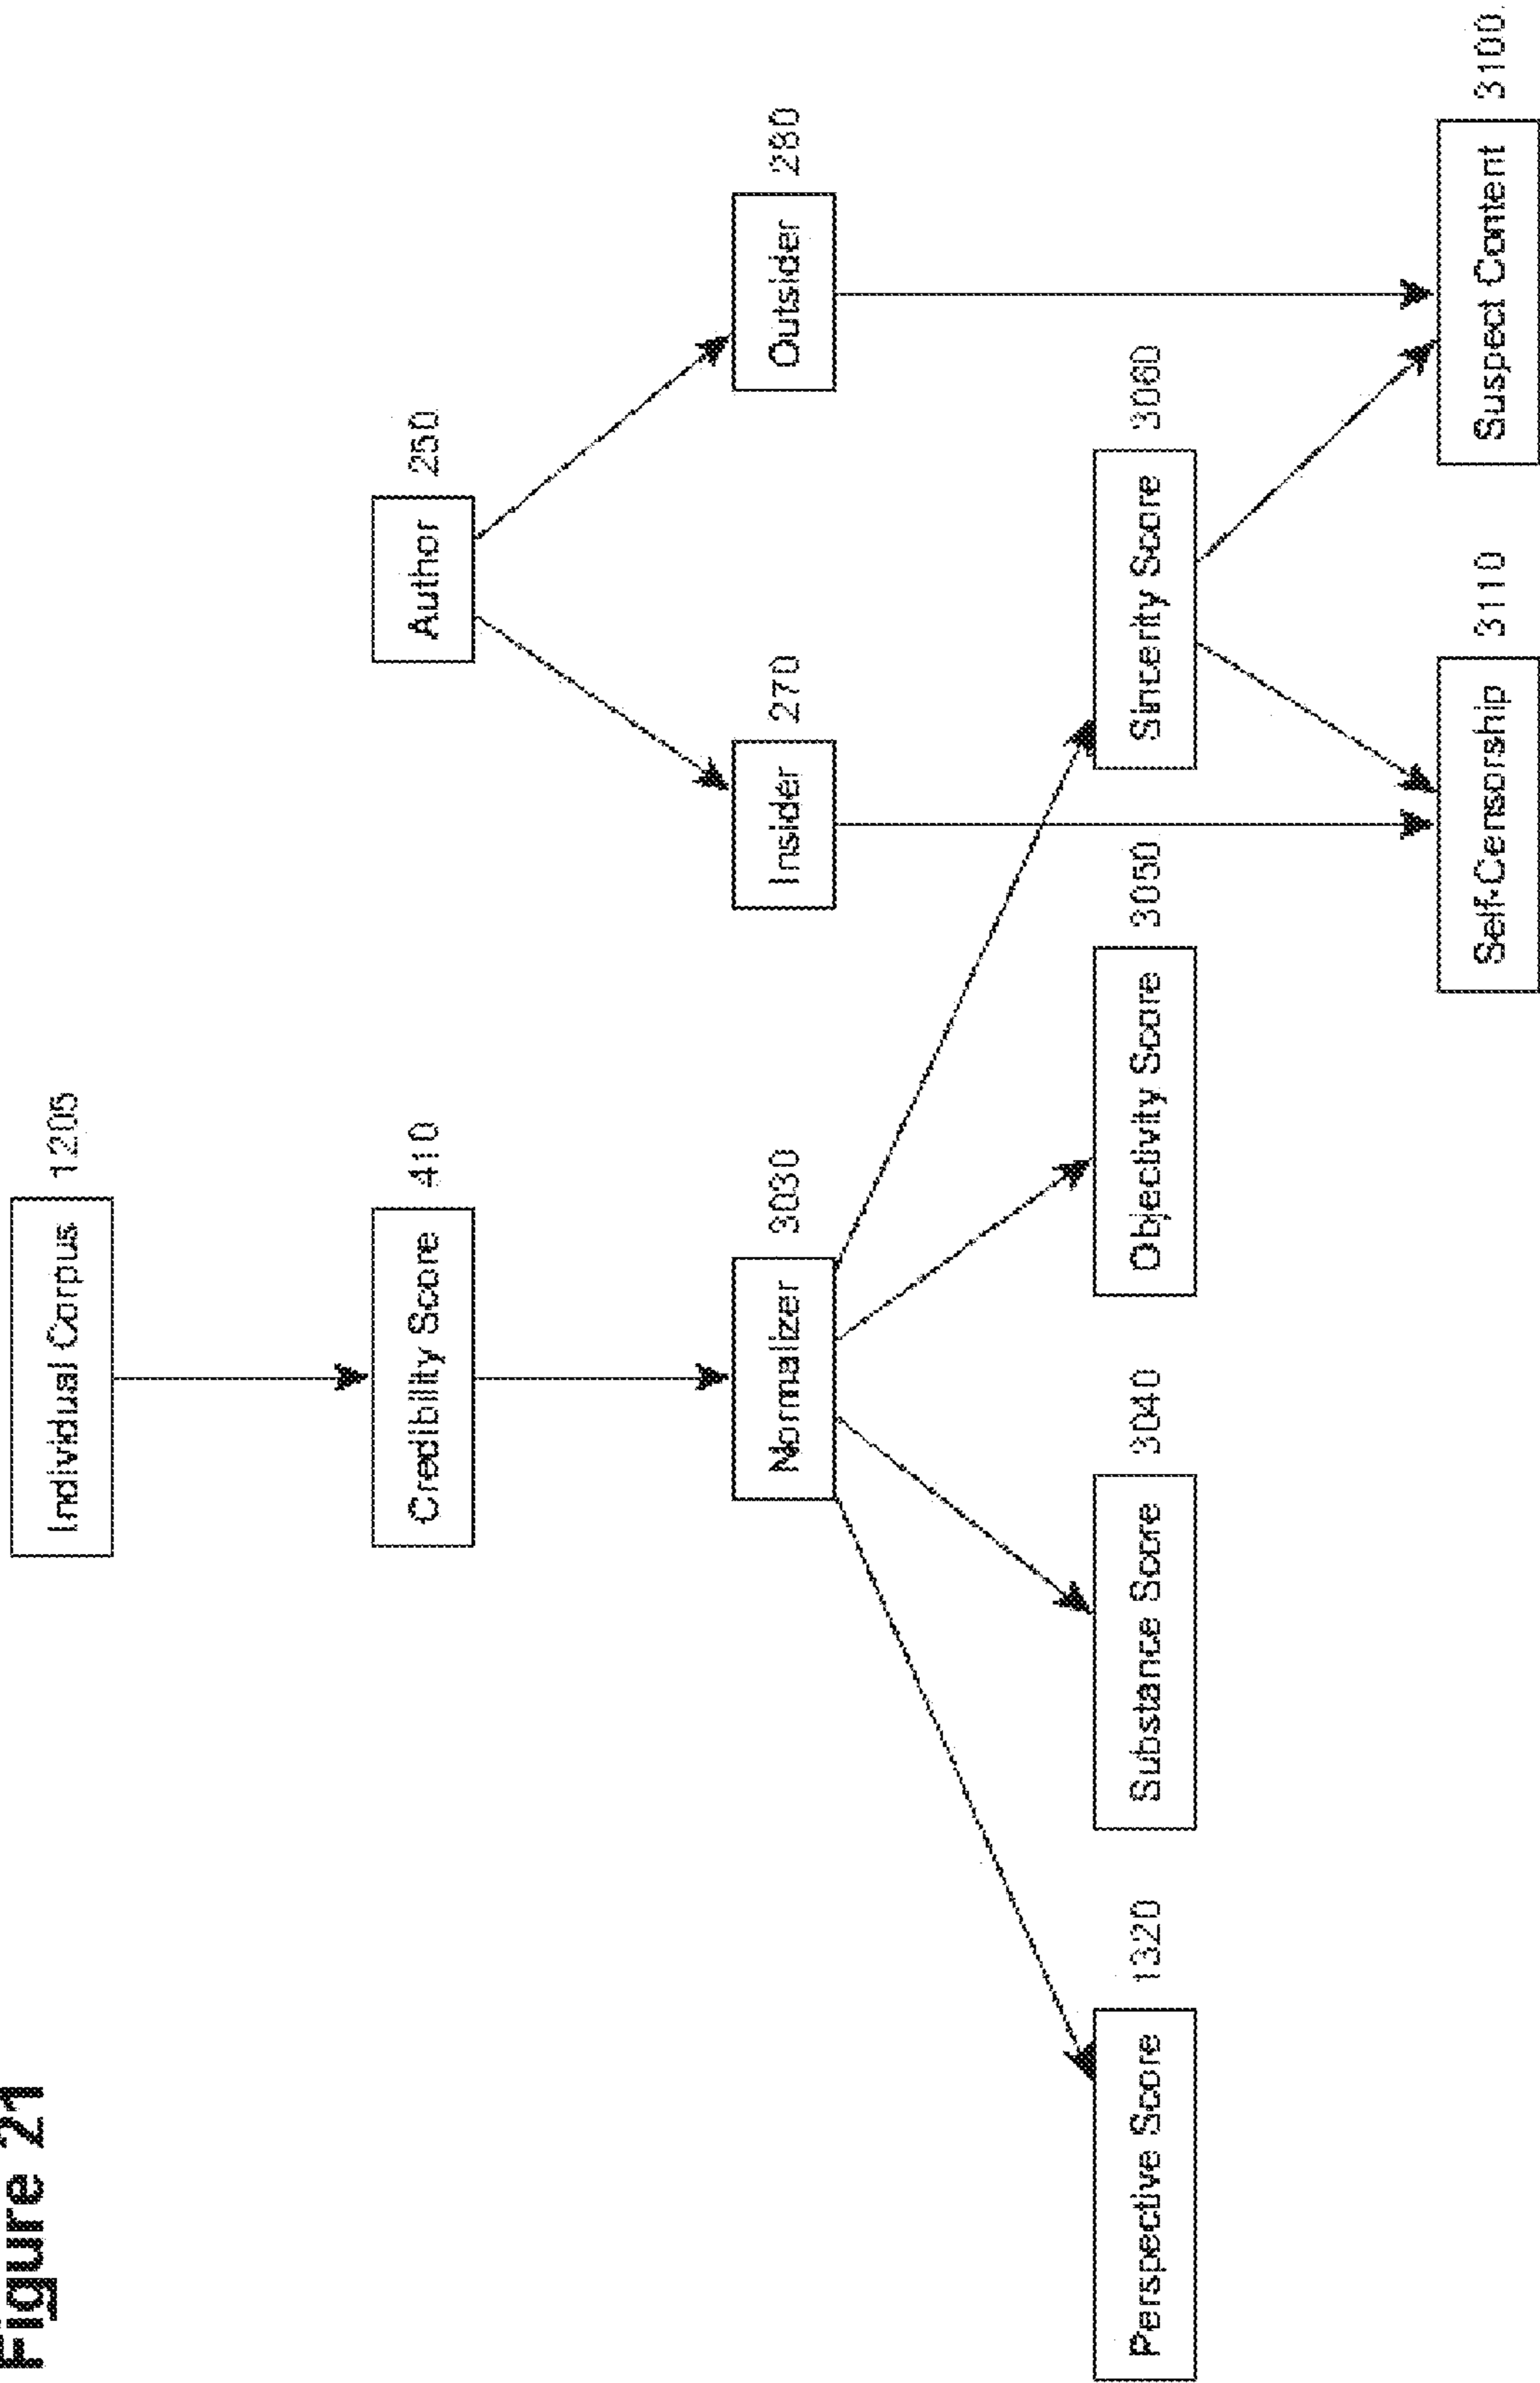 Figure 21
Individual Corpus 1205
Credibility Score 410
Author 250
Normalizer 3030
Insider 270
Outsider 280
Perspective Score 1320
Substance Score 3040
Objectivity Score 3050
Sincerity Score 3060
Self-Censorship 3110
Suspect Content 3100